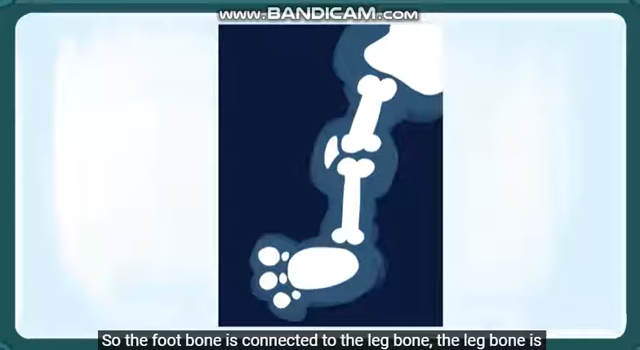 www.BANDICAM.com
So the foot bone is connected to the leg bone, the leg bone is